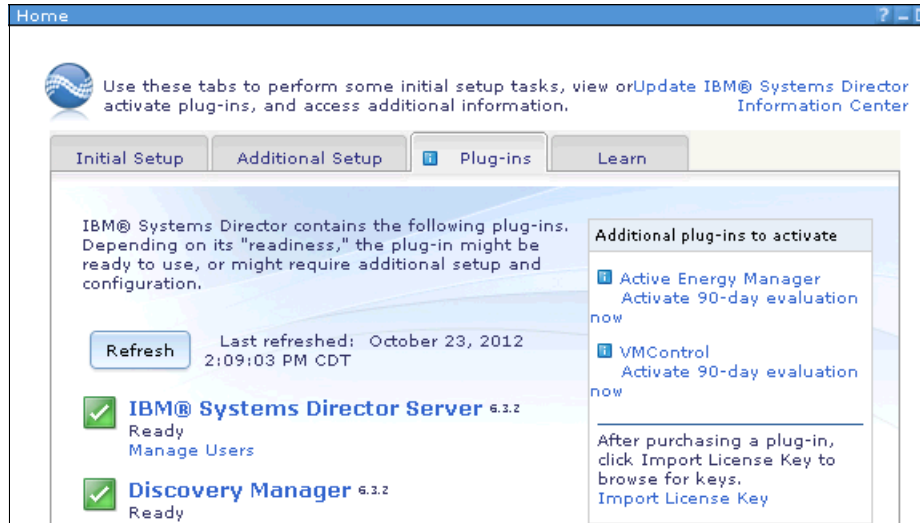 Home
Use these tabs to perform some initial setup tasks, view or
activate plug-ins, and access additional information.
Update IBM® Systems Director
Information Center
Initial Setup
Additional Setup
Plug-ins
Learn
IBM® Systems Director contains the following plug-ins.
Depending on its "readiness," the plug-in might be
ready to use, or might require additional setup and
configuration.
Refresh
Last refreshed: October 23, 2012
2:09:03 PM CDT
IBM® Systems Director Server 6.3.2
Ready
Manage Users
Discovery Manager 6.3.2
Ready
Additional plug-ins to activate
Active Energy Manager
Activate 90-day evaluation
now
VMControl
Activate 90-day evaluation
now
After purchasing a plug-in,
click Import License Key to
browse for keys.
Import License Key